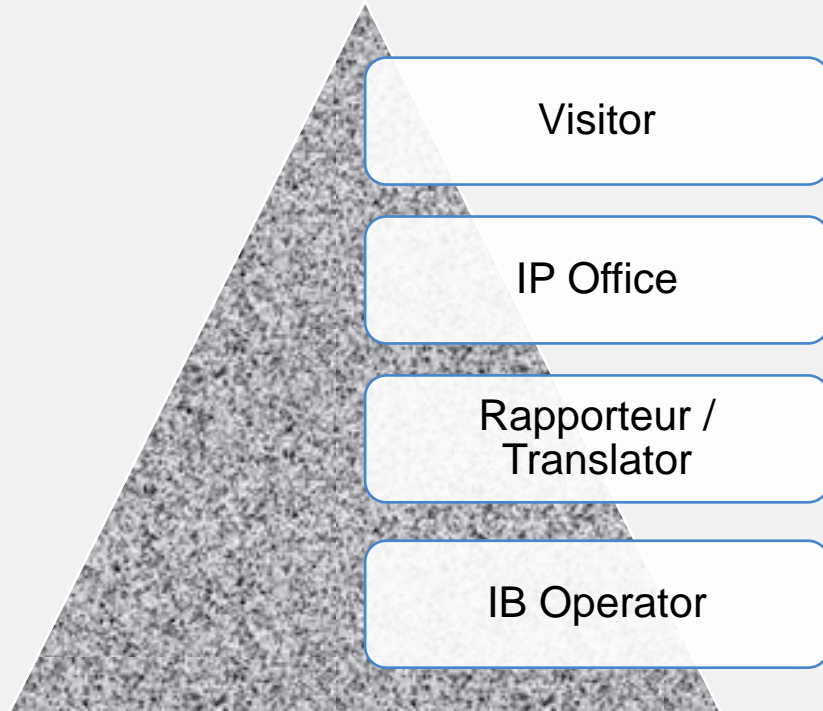 Visitor
IP Office
Rapporteur /
Translator
IB Operator